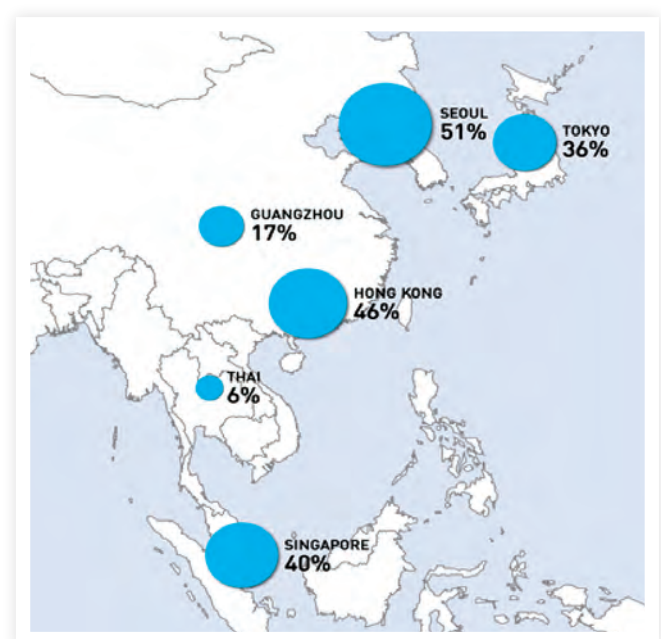 SEOUL
51%
TOKYO
36%
GUANGZHOU
17%
HONG KONG
46%
THAI
6%
SINGAPORE
40%